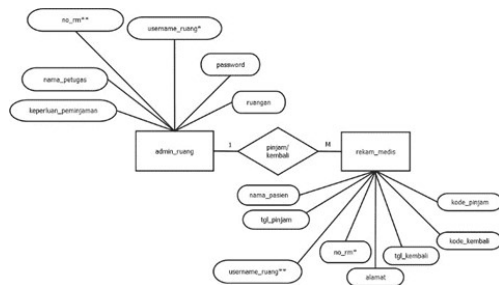 no_rm**
username_ruang*
password
nama_petugas
ruangan
keperluan_peminjaman
admin_ruang
1
pinjam/
kembali
M
rekam_medis
nama_pasien
kode_pinjam
tgl_pinjam
kode_kembali
no_rm*
tgl_kembali
username_ruang**
alamat